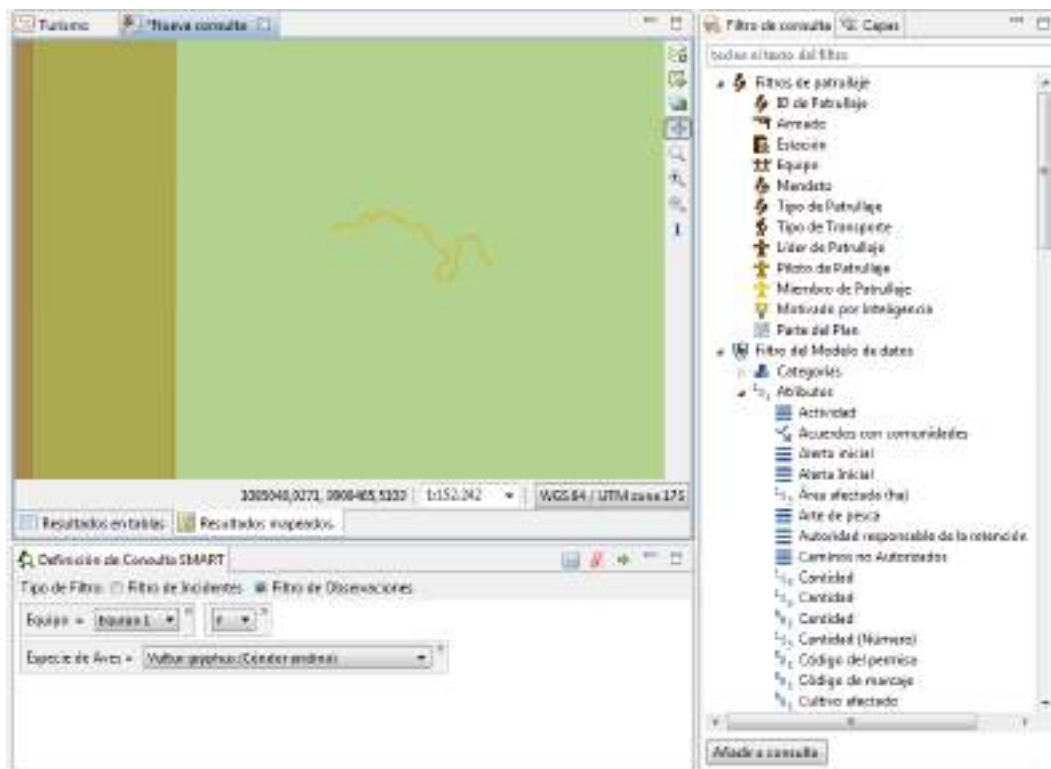 Turismo
*Nueva consulta
Filtro de consulta
Capas
Filtros de patrullaje
ID de Patrullaje
Armado
Estación
Equipo
Mandato
Tipo de Patrullaje
Tipo de Transporte
Líder de Patrullaje
Piloto de Patrullaje
Miembro de Patrullaje
Motivado por Inteligencia
Parte del Plan
Filtro del Modelo de datos
Categorías
Atributos
Actividad
Acuerdos con comunidades
Alerta inicial
Alerta Inicial
Área afectada (ha)
Arte de pesca
Autoridad responsable de la retención
Caminos no Autorizados
Cantidad
Cantidad
Cantidad
Cantidad (Número)
Código del permiso
Código de marcaje
Cultivo afectado
Añadir a consulta
1:152.242
WGS 84 / UTM zone 17S
Resultados en tablas
Resultados mapeados
Definición de Consulta SMART
Tipo de Filtro:
Filtro de Incidentes
Filtro de Observaciones
Equipo =
Equipo 1
Especie de Aves =
Vultur gryphus (Cóndor andino)